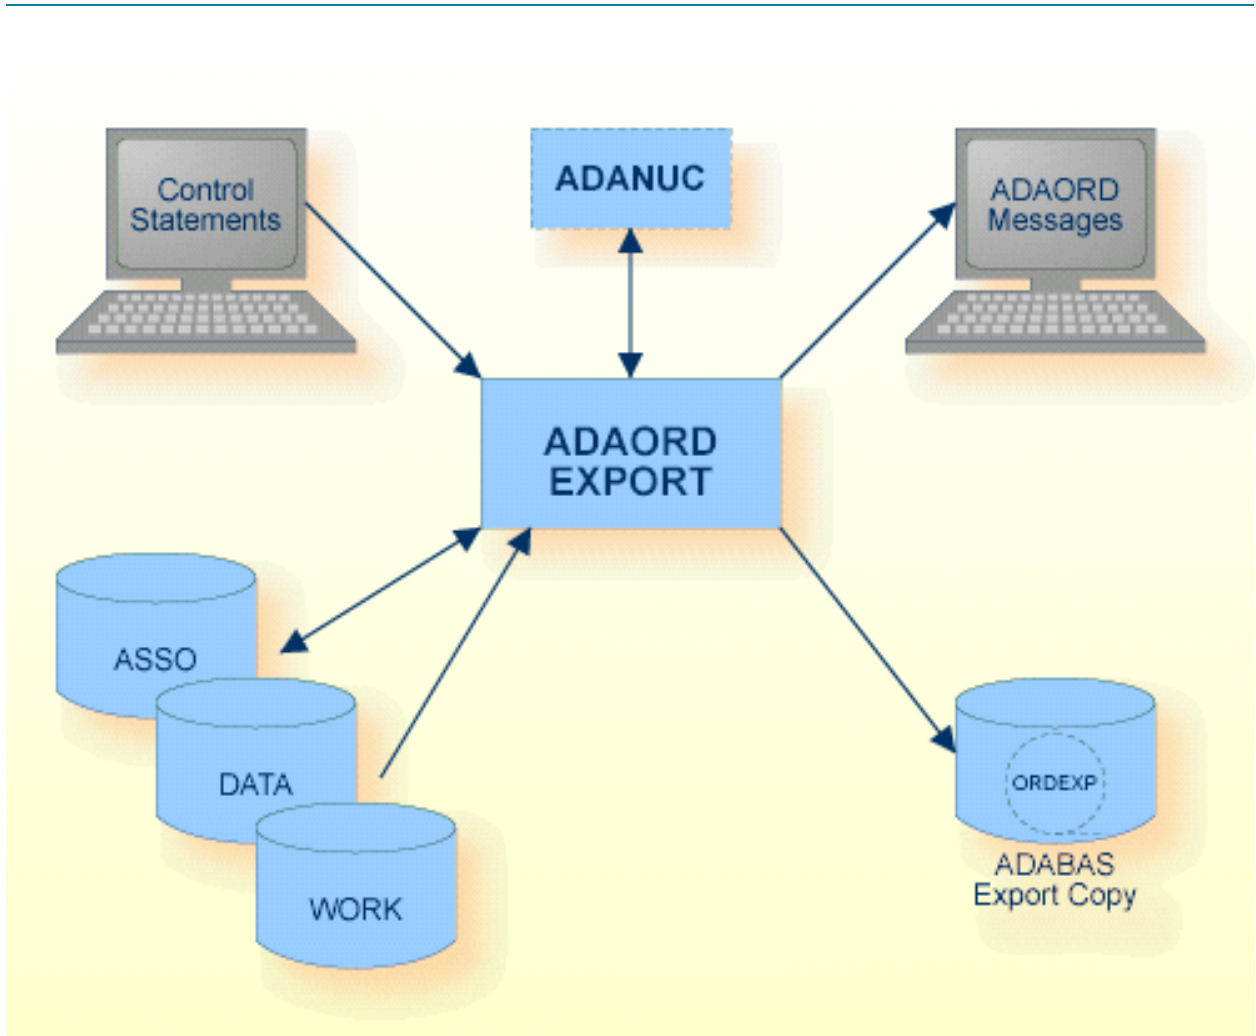 Control
Statements
ADANUC
ADAORD
Messages
ADAORD
EXPORT
ASSO
DATA
WORK
ORDEXP
ADABAS
Export Copy